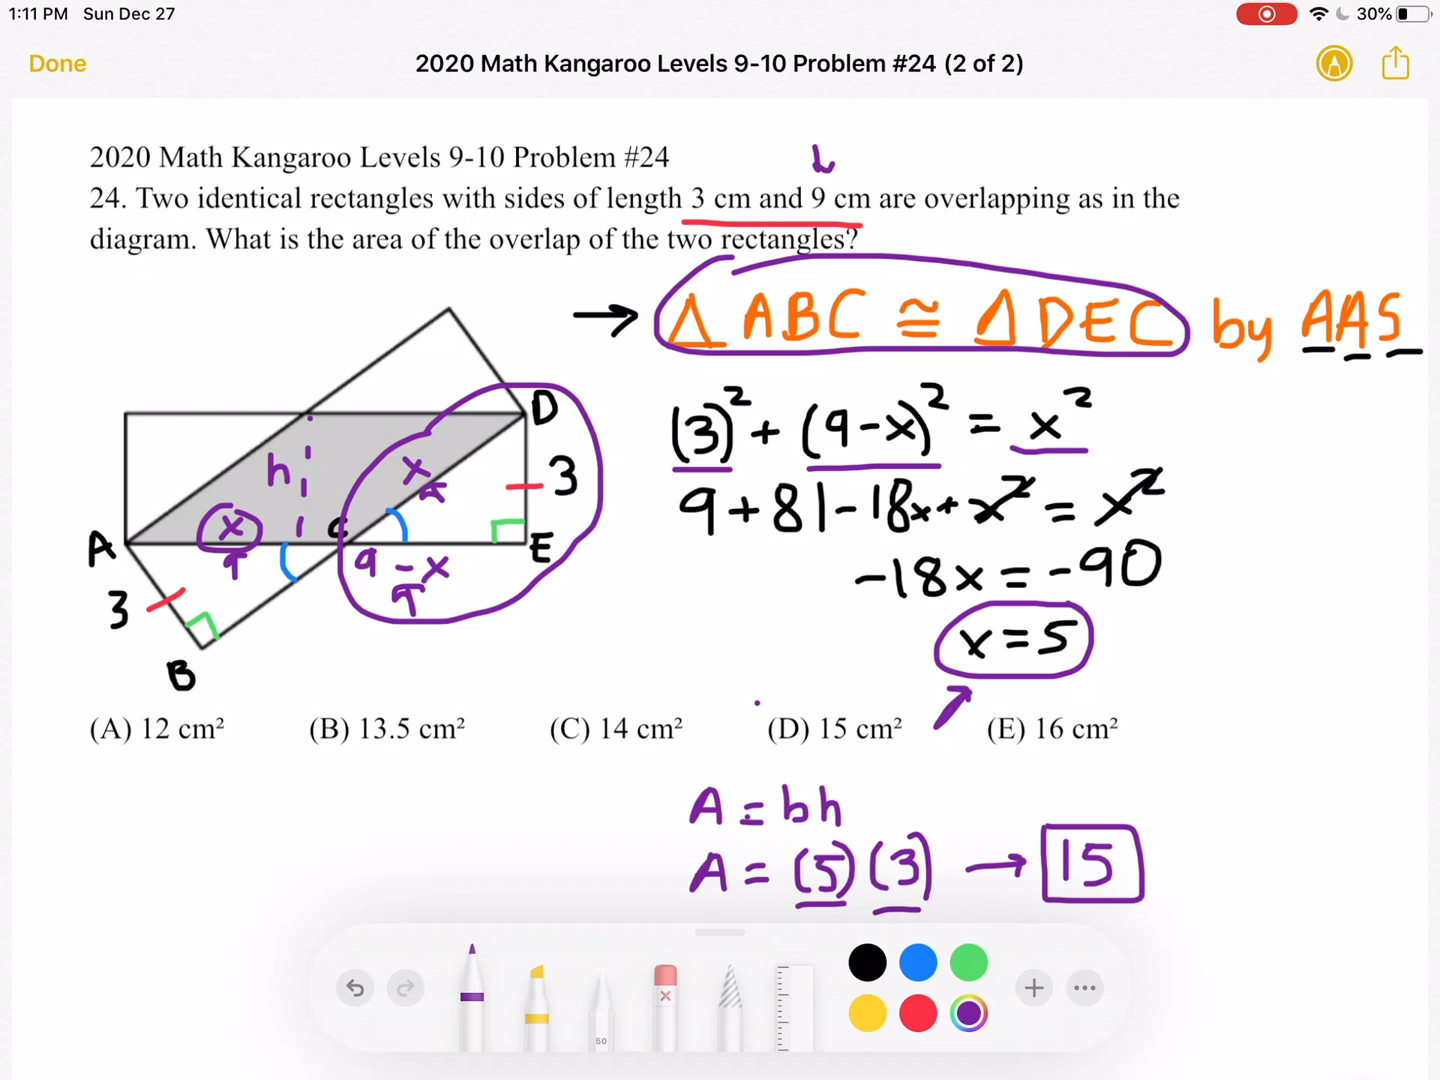 1:11 PM Sun Dec 27 30%
Done 2020 Math Kangaroo Levels 9-10 Problem #24 (2 of 2)
2020 Math Kangaroo Levels 9-10 Problem #24
24. Two identical rectangles with sides of length 3 cm and 9 cm are overlapping as in the
diagram. What is the area of the overlap of the two rectangles?
→ △ABC ≅ △DEC by AAS
(3)² + (9-x)² = x²
9+81-18x+x² = x²
-18x = -90
x = 5
D
h x 3
A x C E
9-x
3
B
(A) 12 cm² (B) 13.5 cm² (C) 14 cm² (D) 15 cm² (E) 16 cm²
A = bh
A = (5)(3) → 15
50